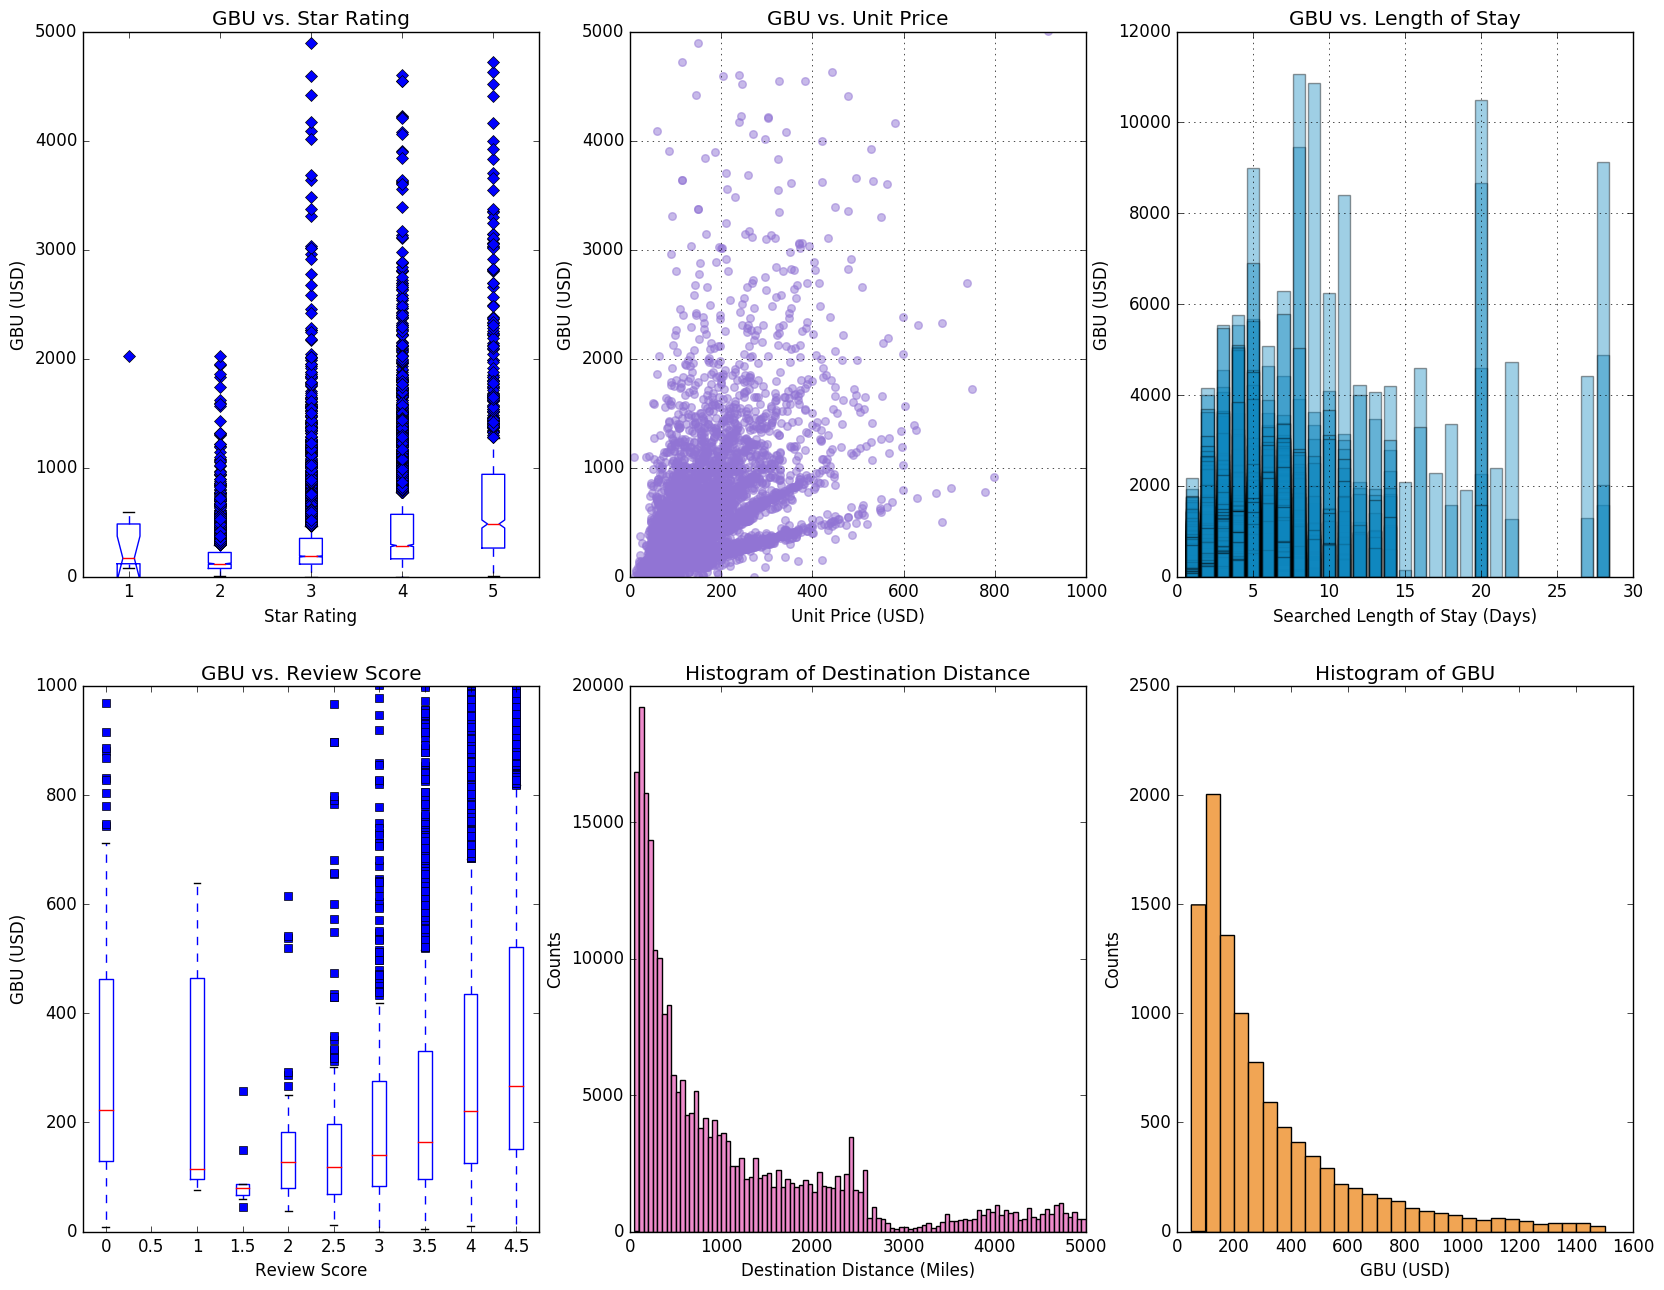 GBU vs. Star Rating
GBU (USD)
5000
4000
3000
2000
1000
0
1 2 3 4 5
Star Rating
GBU vs. Unit Price
GBU (USD)
5000
4000
3000
2000
1000
0
0 200 400 600 800 1000
Unit Price (USD)
GBU vs. Length of Stay
GBU (USD)
12000
10000
8000
6000
4000
2000
0
0 5 10 15 20 25 30
Searched Length of Stay (Days)
GBU vs. Review Score
GBU (USD)
1000
800
600
400
200
0
0 0.5 1 1.5 2 2.5 3 3.5 4 4.5
Review Score
Histogram of Destination Distance
Counts
20000
15000
10000
5000
0
0 1000 2000 3000 4000 5000
Destination Distance (Miles)
Histogram of GBU
Counts
2500
2000
1500
1000
500
0
0 200 400 600 800 1000 1200 1400 1600
GBU (USD)